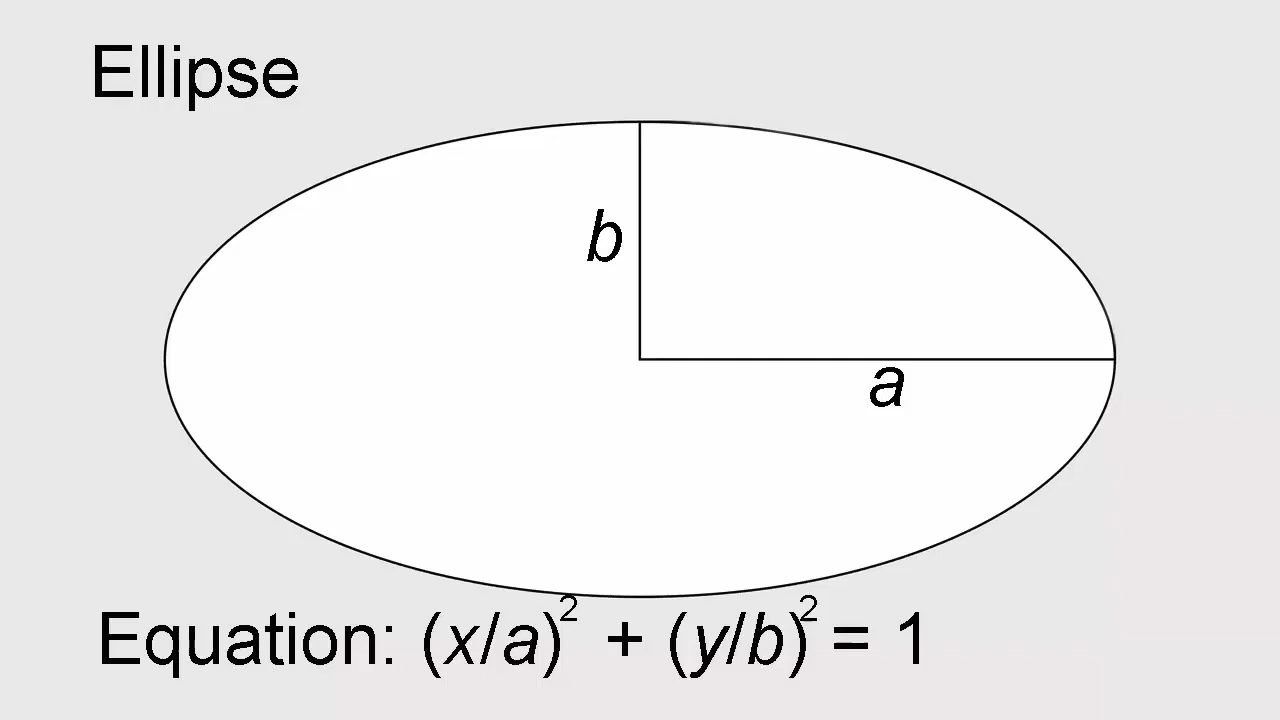 Ellipse
b
a
Equation: (x/a)² + (y/b)² = 1